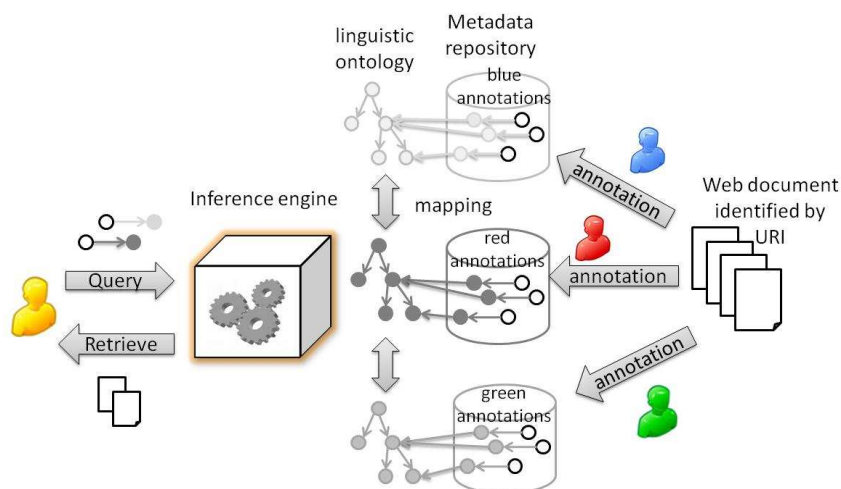 linguistic
ontology
Metadata
repository
blue
annotations
annotation
Web document
identified by
URI
Inference engine
mapping
Query
Retrieve
red
annotations
annotation
green
annotations
annotation